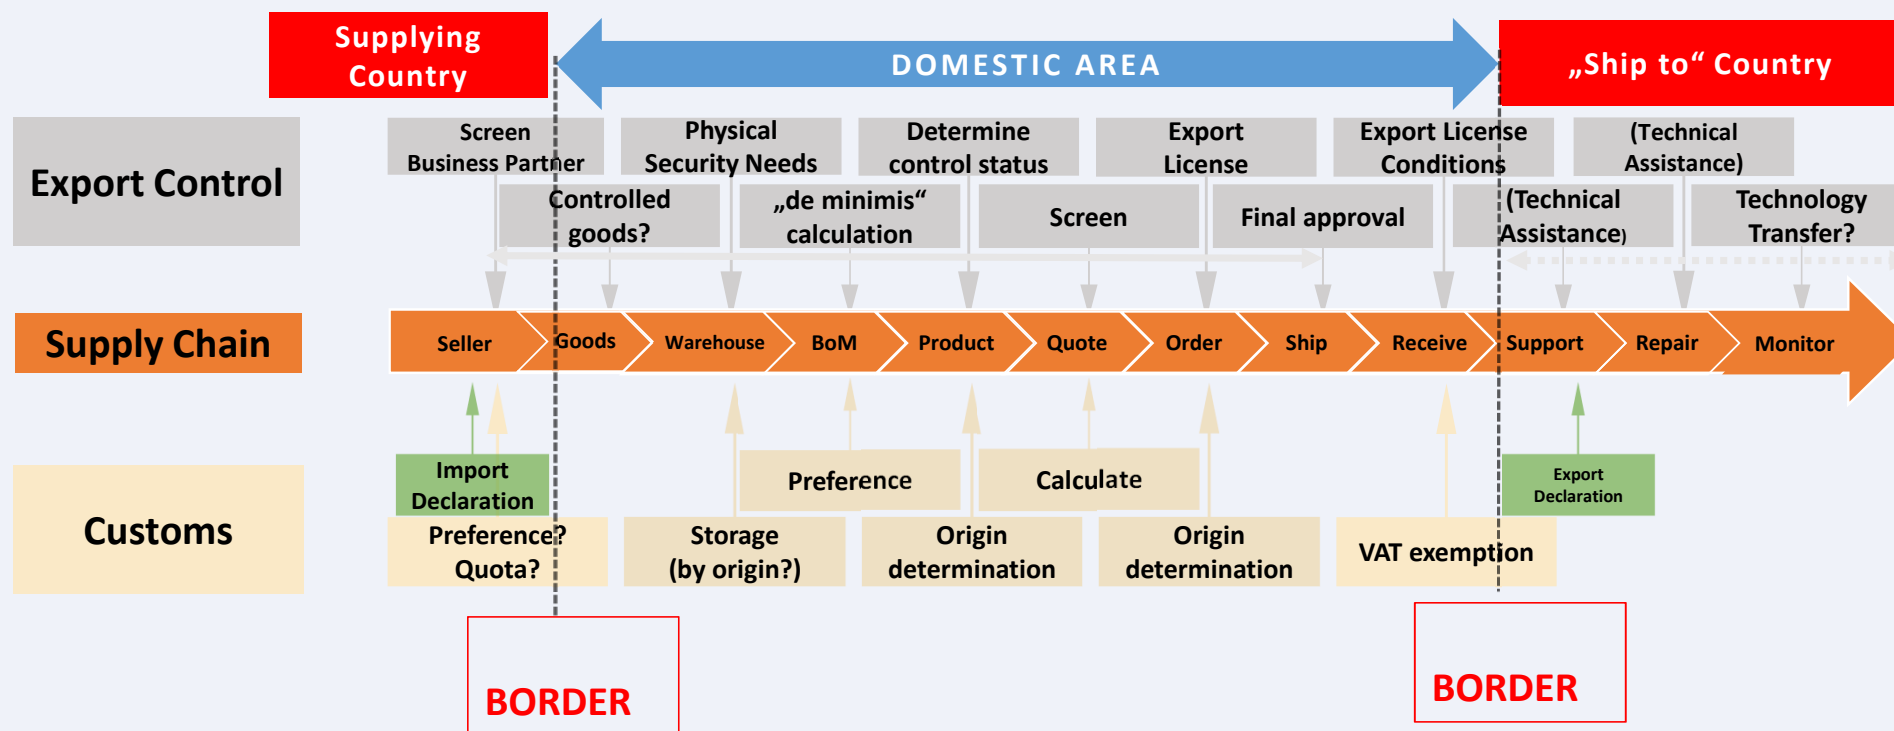 Supplying
Country
DOMESTIC AREA
„Ship to“ Country
Export Control
Screen
Business Partner
Physical
Security Needs
Determine
control status
Export
License
Export License
Conditions
(Technical
Assistance)
Controlled
goods?
„de minimis“
calculation
Screen
Final approval
(Technical
Assistance)
Technology
Transfer?
Supply Chain
Seller
Goods
Warehouse
BoM
Product
Quote
Order
Ship
Receive
Support
Repair
Monitor
Customs
Import
Declaration
Preference
Calculate
Export
Declaration
Preference?
Quota?
Storage
(by origin?)
Origin
determination
Origin
determination
VAT exemption
BORDER
BORDER